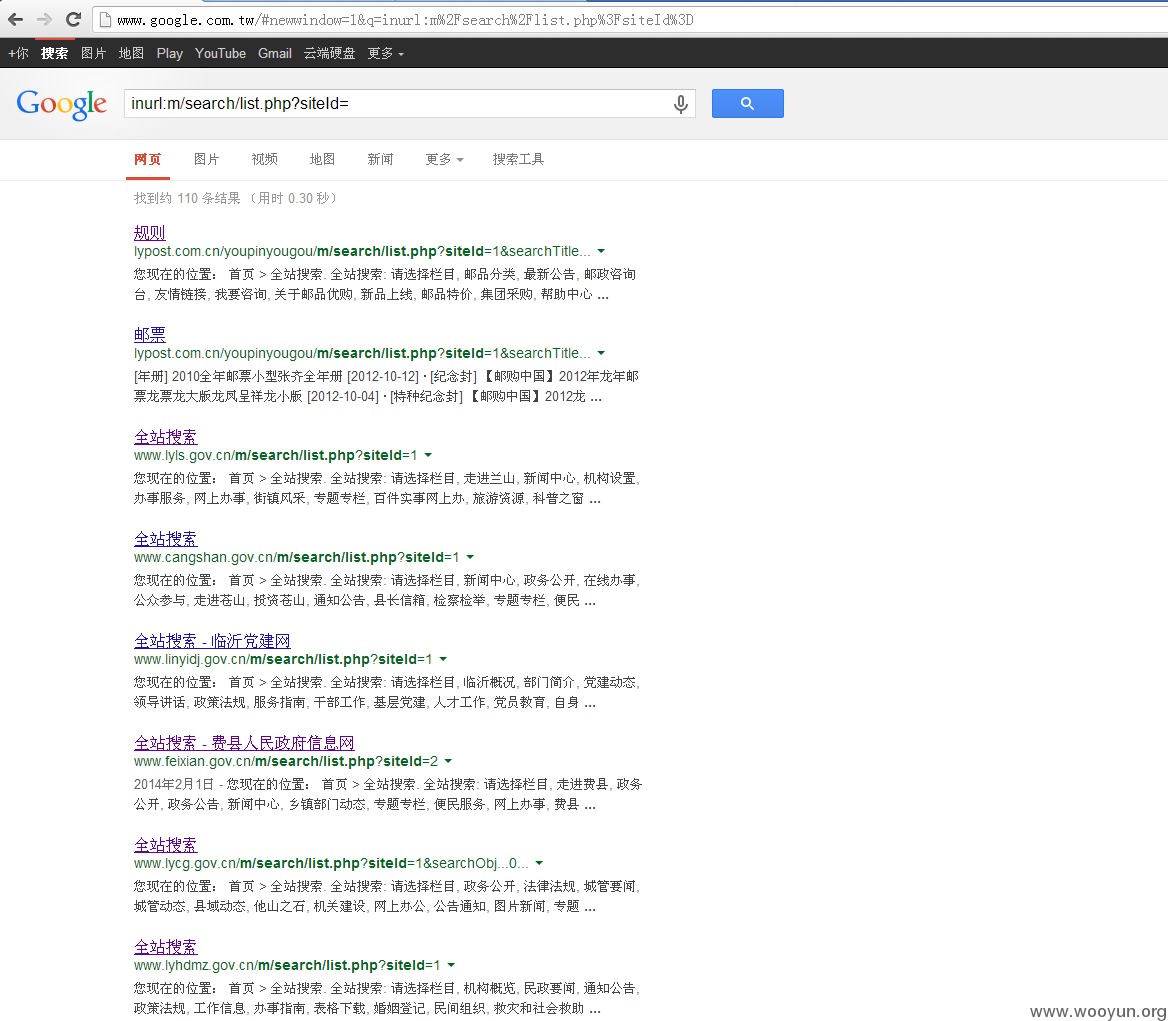 www.google.com.tw/#newwindow=1&q=inurl:m%2Fsearch%2Flist.php%3FsiteId%3D
+你 搜索 图片 地图 Play YouTube Gmail 云端硬盘 更多
Google inurl:m/search/list.php?siteId=
网页 图片 视频 地图 新闻 更多 搜索工具
找到约 110 条结果 （用时 0.30 秒）
规则
lypost.com.cn/youpinyougou/m/search/list.php?siteId=1&searchTitle...
您现在的位置： 首页 > 全站搜索. 全站搜索: 请选择栏目, 邮品分类, 最新公告, 邮政咨询
台, 友情链接, 我要咨询, 关于邮品优购, 新品上线, 邮品特价, 集团采购, 帮助中心 ...
邮票
lypost.com.cn/youpinyougou/m/search/list.php?siteId=1&searchTitle...
[年册] 2010全年邮票小型张齐全年册 [2012-10-12] · [纪念封] 【邮购中国】2012年龙年邮
票龙票龙大版龙凤呈祥龙小版 [2012-10-04] · [特种纪念封] 【邮购中国】2012龙 ...
全站搜索
www.lyls.gov.cn/m/search/list.php?siteId=1
您现在的位置： 首页 > 全站搜索. 全站搜索: 请选择栏目, 走进兰山, 新闻中心, 机构设置,
办事服务, 网上办事, 街镇风采, 专题专栏, 百件实事网上办, 旅游资源, 科普之窗 ...
全站搜索
www.cangshan.gov.cn/m/search/list.php?siteId=1
您现在的位置： 首页 > 全站搜索. 全站搜索: 请选择栏目, 新闻中心, 政务公开, 在线办事,
公众参与, 走进苍山, 投资苍山, 通知公告, 县长信箱, 检察检举, 专题专栏, 便民 ...
全站搜索 - 临沂党建网
www.linyidj.gov.cn/m/search/list.php?siteId=1
您现在的位置： 首页 > 全站搜索. 全站搜索: 请选择栏目, 临沂概况, 部门简介, 党建动态,
领导讲话, 政策法规, 服务指南, 干部工作, 基层党建, 人才工作, 党员教育, 自身 ...
全站搜索 - 费县人民政府信息网
www.feixian.gov.cn/m/search/list.php?siteId=2
2014年2月1日 - 您现在的位置： 首页 > 全站搜索. 全站搜索: 请选择栏目, 走进费县, 政务
公开, 政务公告, 新闻中心, 乡镇部门动态, 专题专栏, 便民服务, 网上办事, 费县 ...
全站搜索
www.lycg.gov.cn/m/search/list.php?siteId=1&searchObj...0...
您现在的位置： 首页 > 全站搜索. 全站搜索: 请选择栏目, 政务公开, 法律法规, 城管要闻,
城管动态, 县域动态, 他山之石, 机关建设, 网上办公, 公告通知, 图片新闻, 专题 ...
全站搜索
www.lyhdmz.gov.cn/m/search/list.php?siteId=1
您现在的位置： 首页 > 全站搜索. 全站搜索: 请选择栏目, 机构概览, 民政要闻, 通知公告,
政策法规, 工作信息, 办事指南, 表格下载, 婚姻登记, 民间组织, 救灾和社会救助 ...
www.wooyun.org